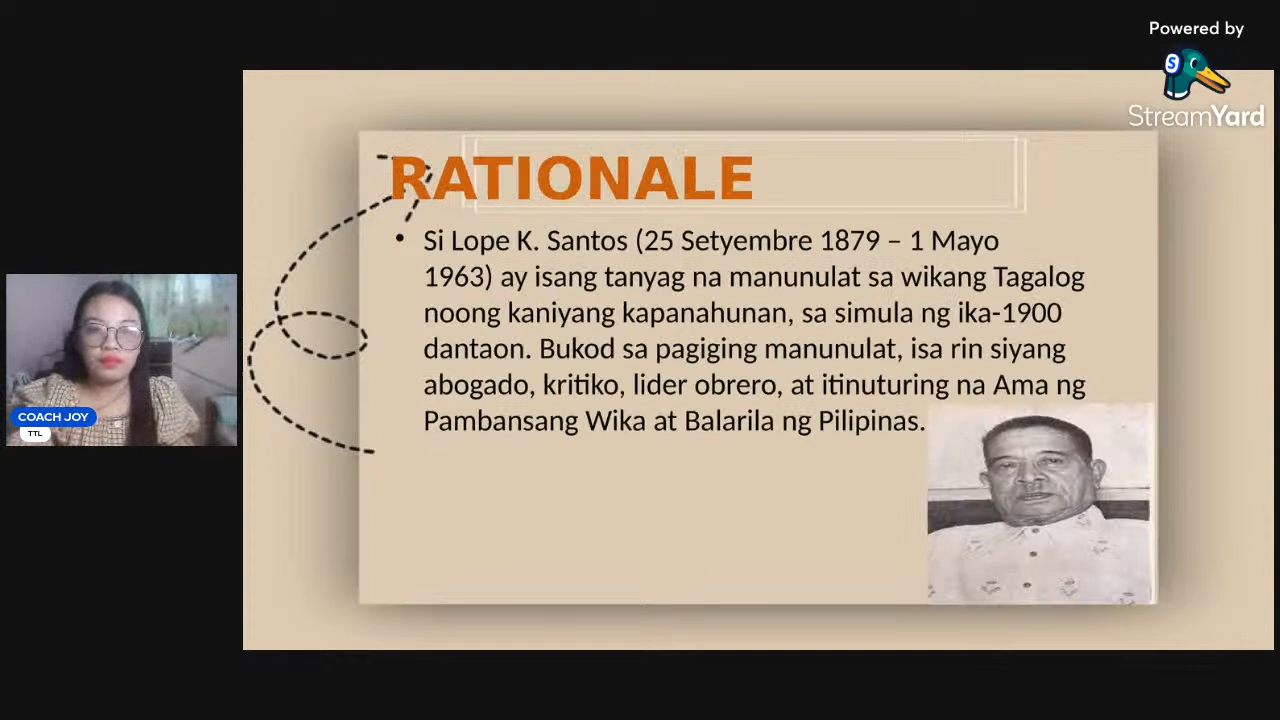 Powered by
S
StreamYard
RATIONALE
• Si Lope K. Santos (25 Setyembre 1879 – 1 Mayo
1963) ay isang tanyag na manunulat sa wikang Tagalog
noong kaniyang kapanahunan, sa simula ng ika-1900
dantaon. Bukod sa pagiging manunulat, isa rin siyang
abogado, kritiko, lider obrero, at itinuturing na Ama ng
Pambansang Wika at Balarila ng Pilipinas.
COACH JOY
TTL